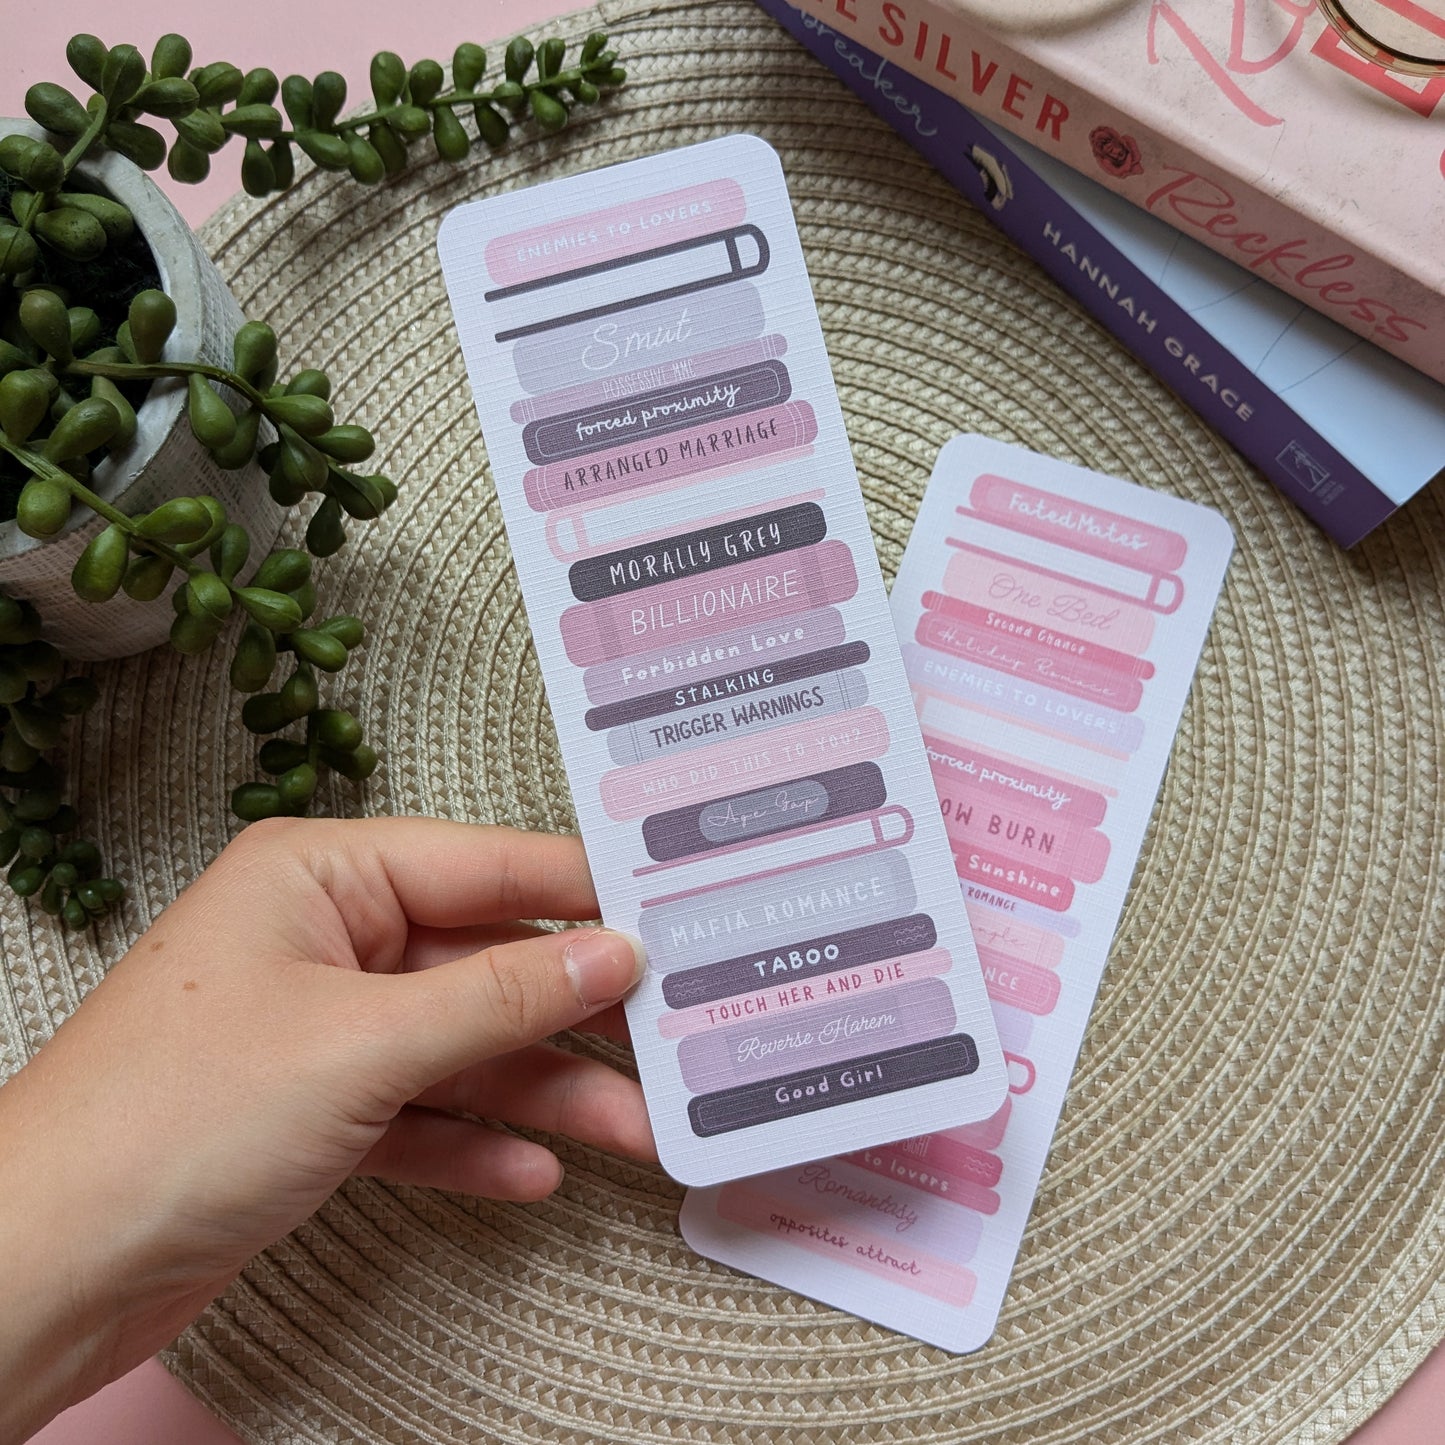 ENEMIES TO LOVERS
Smut
POSSESSIVE MMC
forced proximity
ARRANGED MARRIAGE
MORALLY GREY
BILLIONAIRE
Forbidden Love
STALKING
TRIGGER WARNINGS
WHO DID THIS TO YOU?
Age Gap
MAFIA ROMANCE
TABOO
TOUCH HER AND DIE
Reverse Harem
Good Girl
Fated Mates
One Bed
Second Chance
Holiday Romace
ENEMIES TO LOVERS
forced proximity
OW BURN
Sunshine
ROMANCE
to lovers
Romantasy
opposites attract
SILVER
Reckless
breaker
HANNAH GRACE